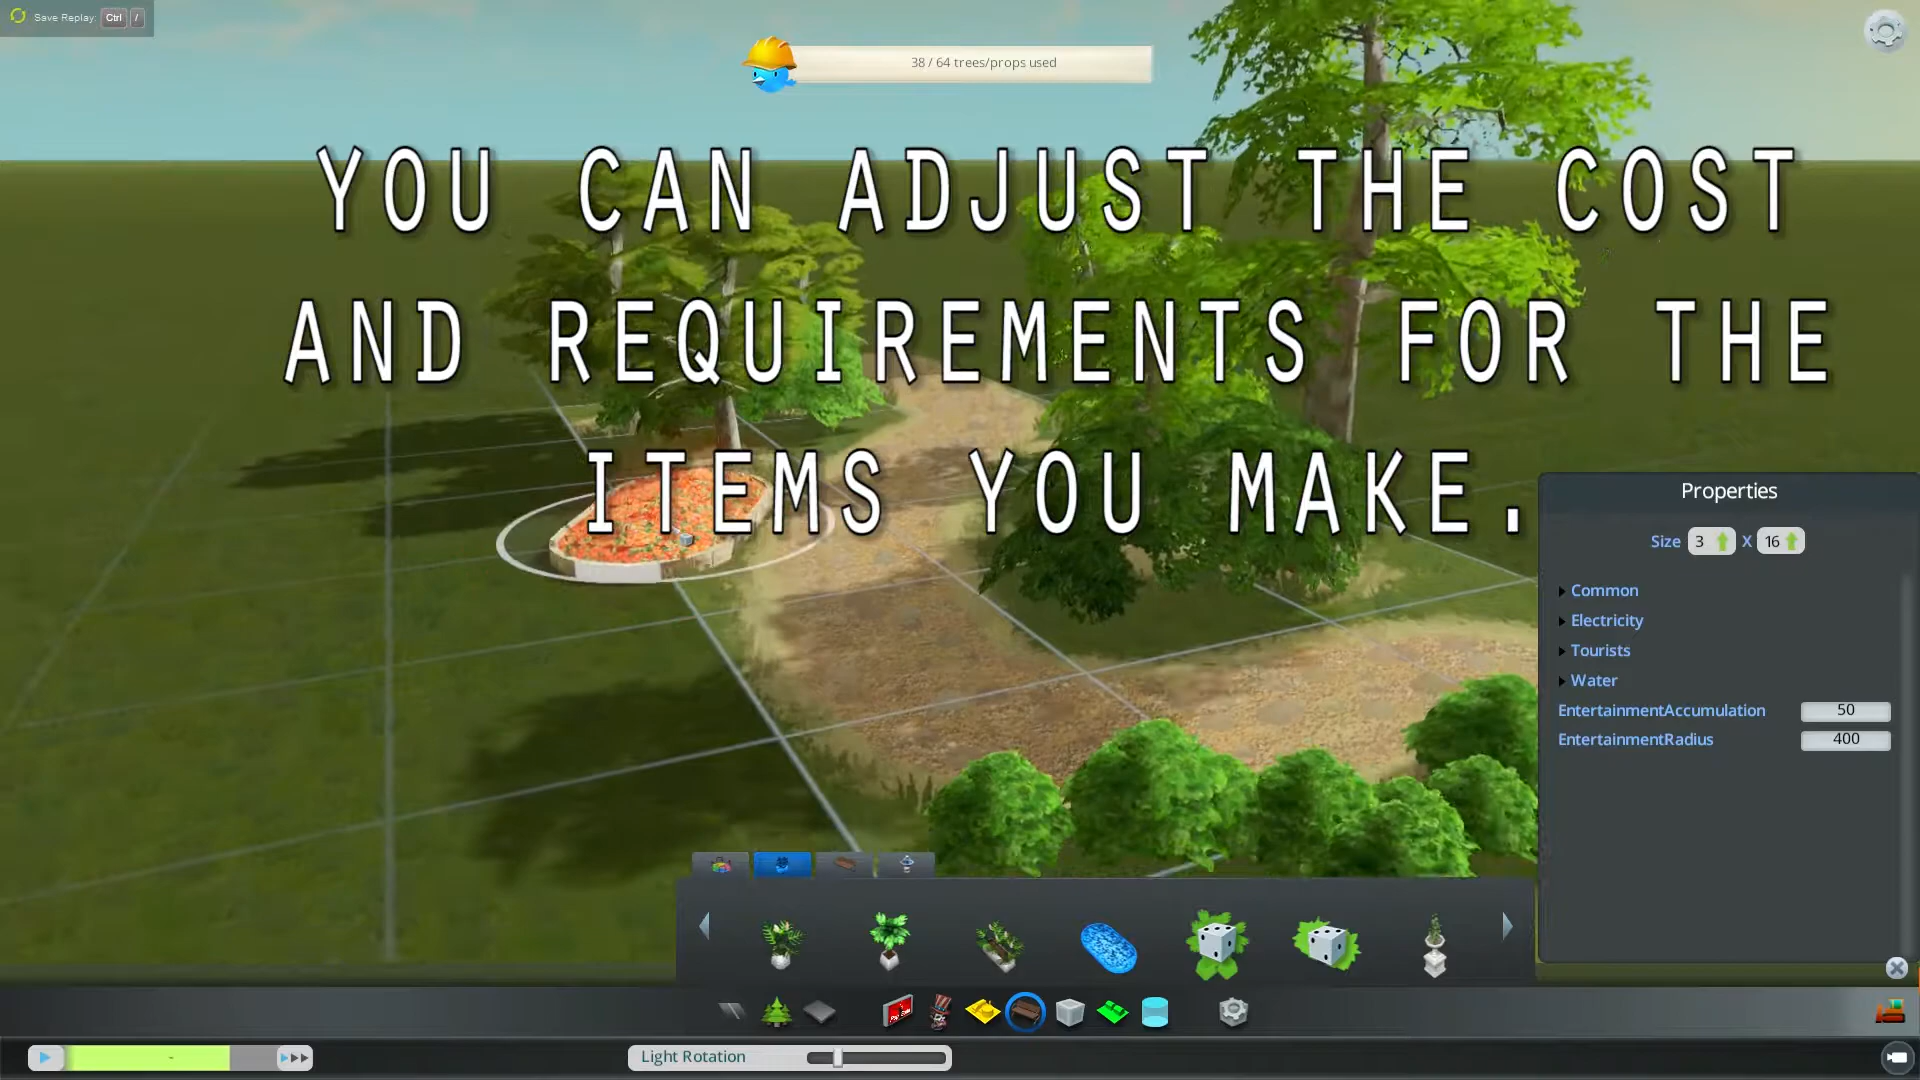 Save Replay: Ctrl /
38 / 64 trees/props used
YOU CAN ADJUST THE COST
AND REQUIREMENTS FOR THE
ITEMS YOU MAKE.
Properties
Size 3 X 16
Common
Electricity
Tourists
Water
EntertainmentAccumulation 50
EntertainmentRadius 400
Light Rotation